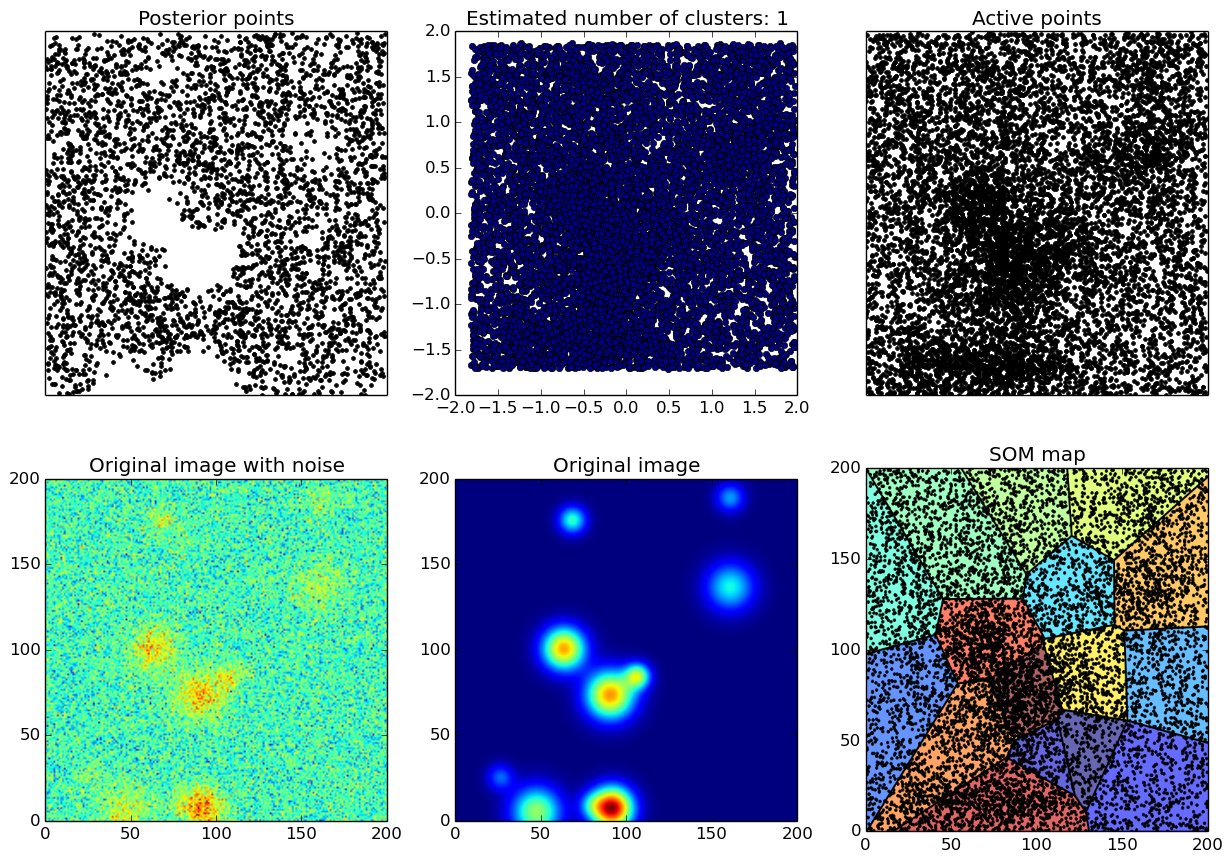 Posterior points
Estimated number of clusters: 1
Active points
2.0
1.5
1.0
0.5
0.0
−0.5
−1.0
−1.5
−2.0
−2.0 −1.5 −1.0 −0.5 0.0 0.5 1.0 1.5 2.0
Original image with noise
Original image
SOM map
200
150
100
50
0
0 50 100 150 200
200
150
100
50
0
0 50 100 150 200
200
150
100
50
0
0 50 100 150 200